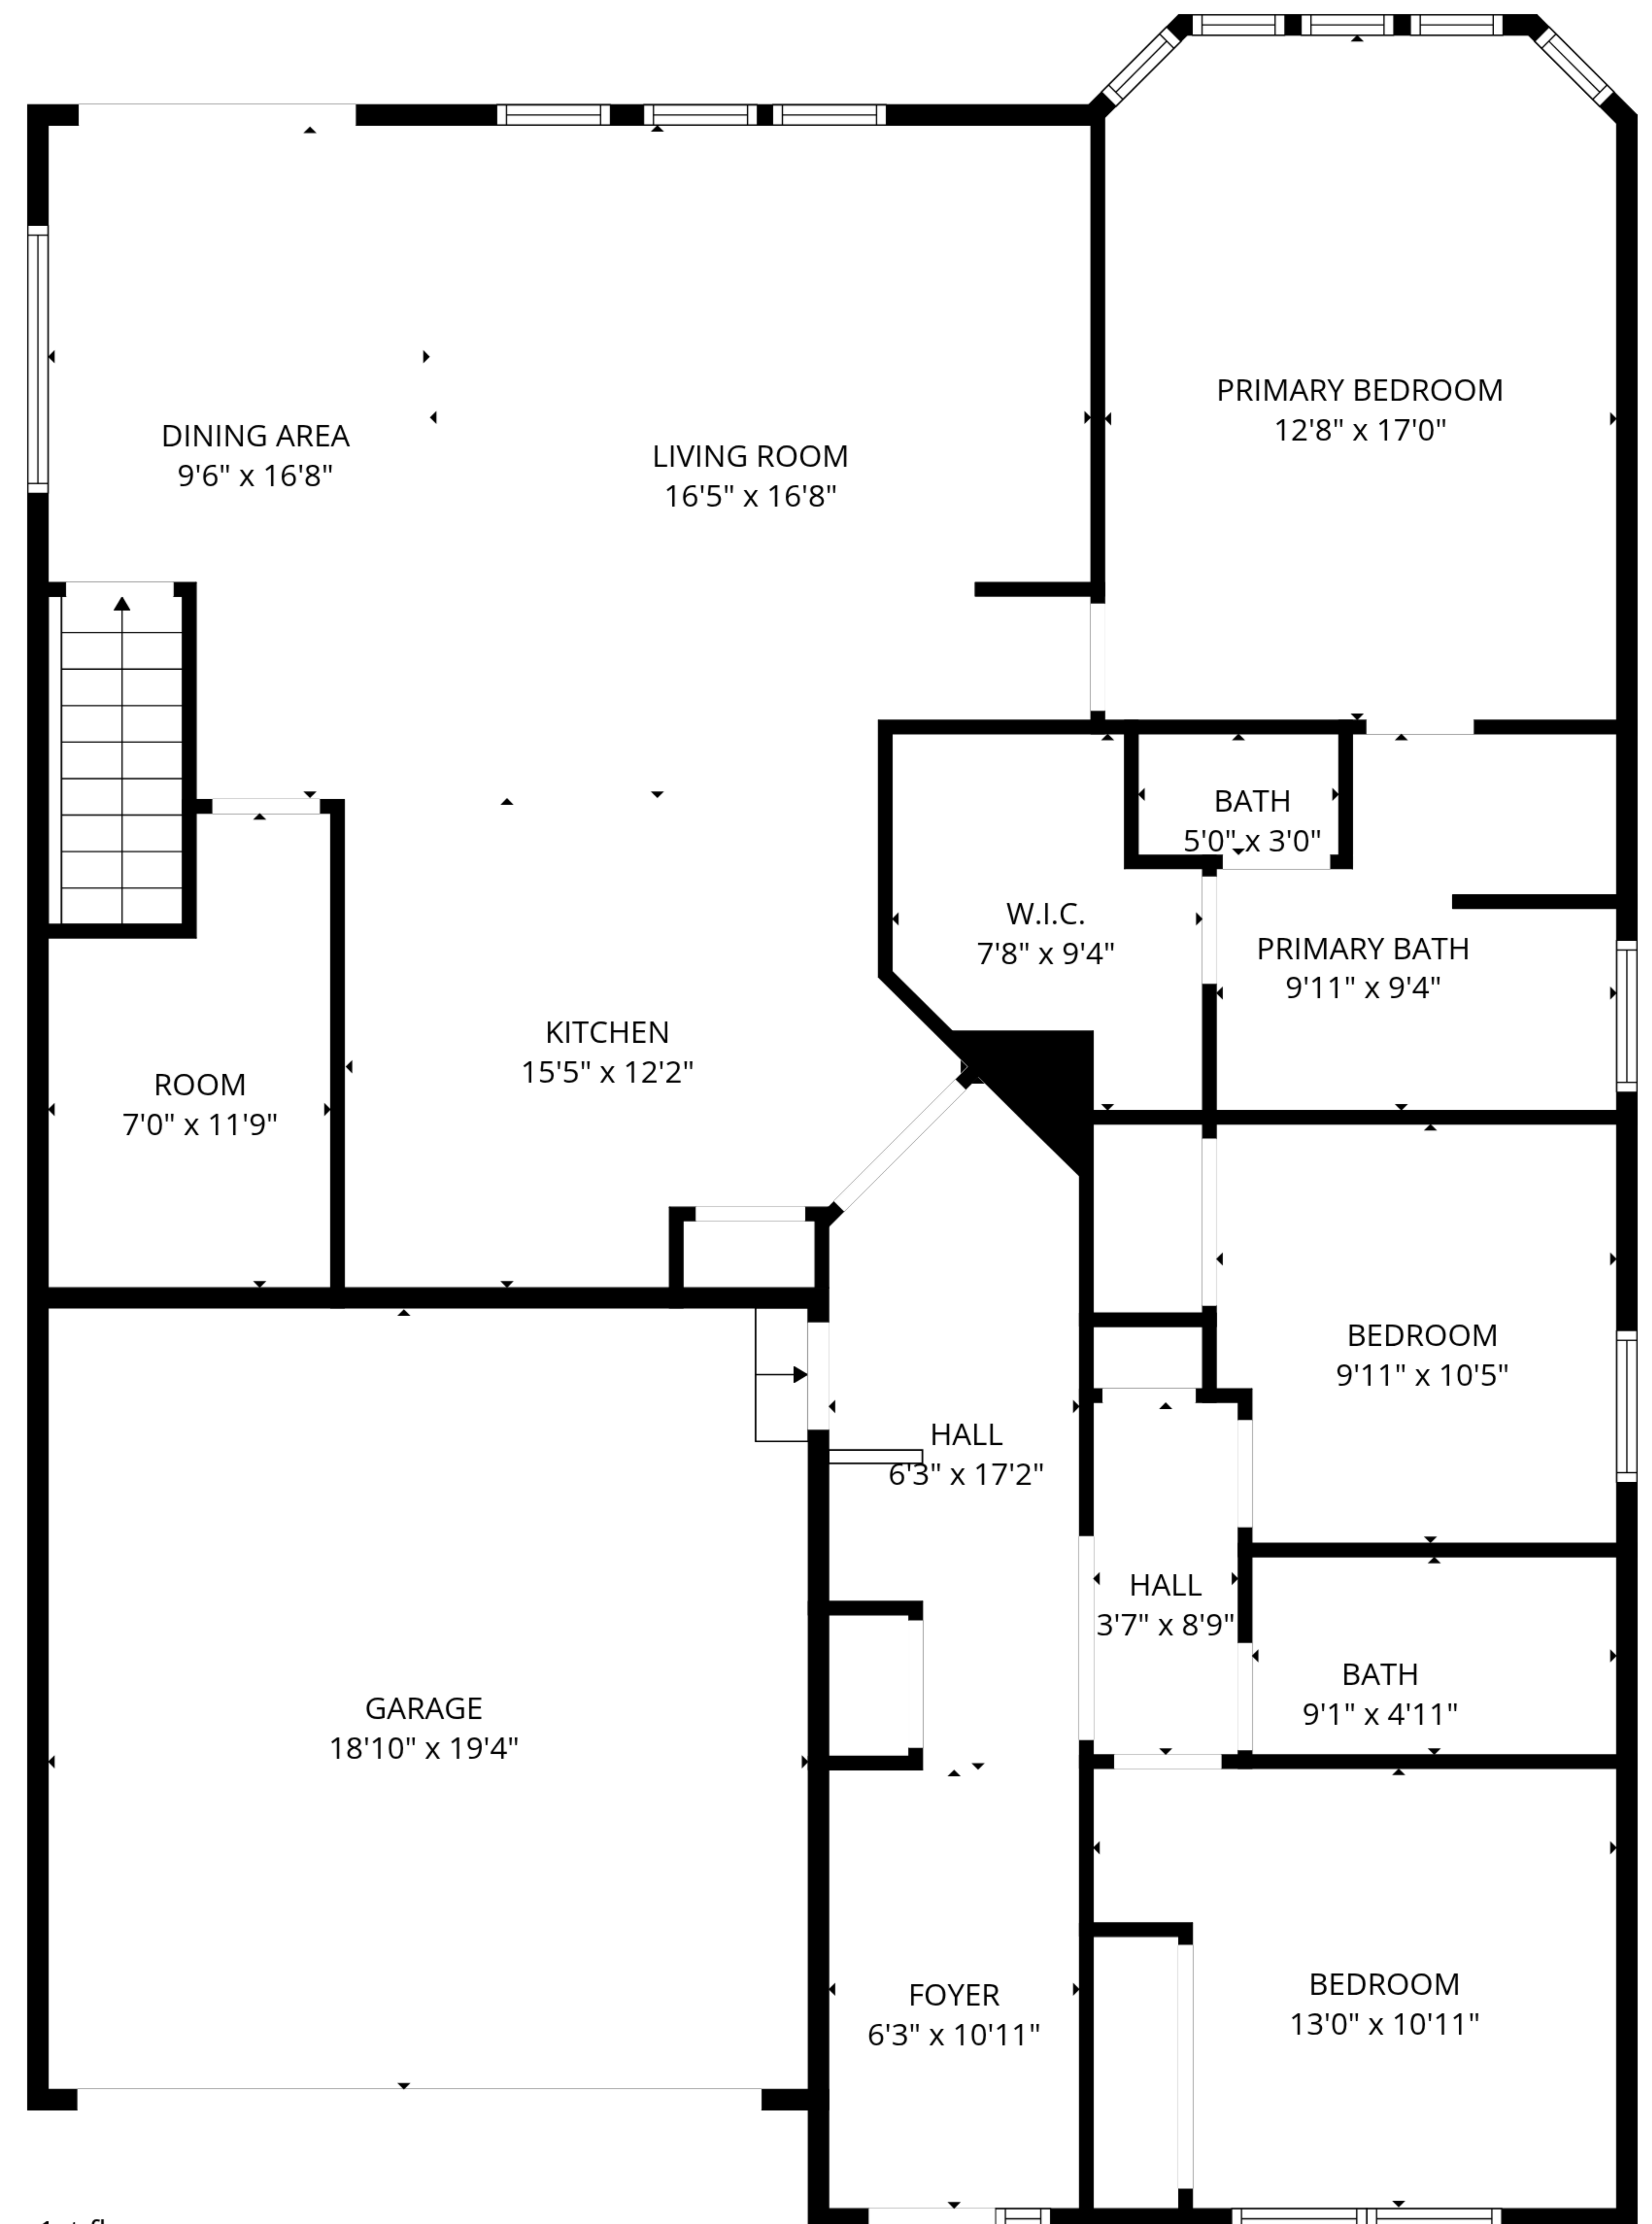 PRIMARY BEDROOM
12'8" x 17'0"
DINING AREA
9'6" x 16'8"
LIVING ROOM
16'5" x 16'8"
BATH
5'0" x 3'0"
W.I.C.
7'8" x 9'4"
PRIMARY BATH
9'11" x 9'4"
KITCHEN
15'5" x 12'2"
ROOM
7'0" x 11'9"
BEDROOM
9'11" x 10'5"
HALL
6'3" x 17'2"
HALL
3'7" x 8'9"
BATH
9'1" x 4'11"
GARAGE
18'10" x 19'4"
FOYER
6'3" x 10'11"
BEDROOM
13'0" x 10'11"